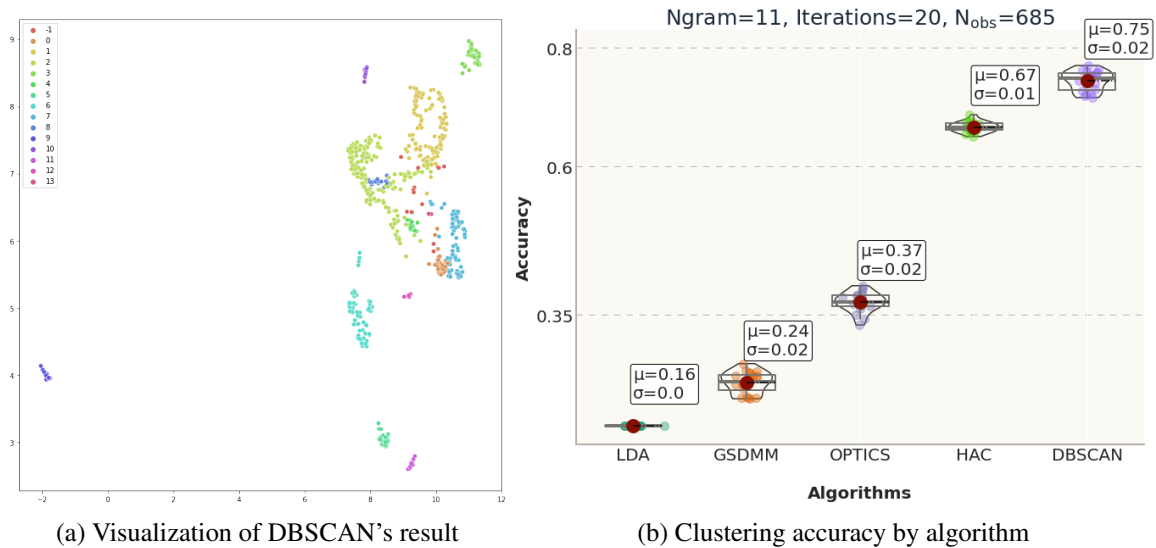 -1
0
1
2
3
4
5
6
7
8
9
10
11
12
13
9
8
7
6
5
4
3
−2
0
2
4
6
8
10
12
(a) Visualization of DBSCAN's result
Ngram=11, Iterations=20, N_obs=685
Accuracy
0.8
0.6
0.35
μ=0.16
σ=0.0
μ=0.24
σ=0.02
μ=0.37
σ=0.02
μ=0.67
σ=0.01
μ=0.75
σ=0.02
LDA
GSDMM
OPTICS
HAC
DBSCAN
Algorithms
(b) Clustering accuracy by algorithm